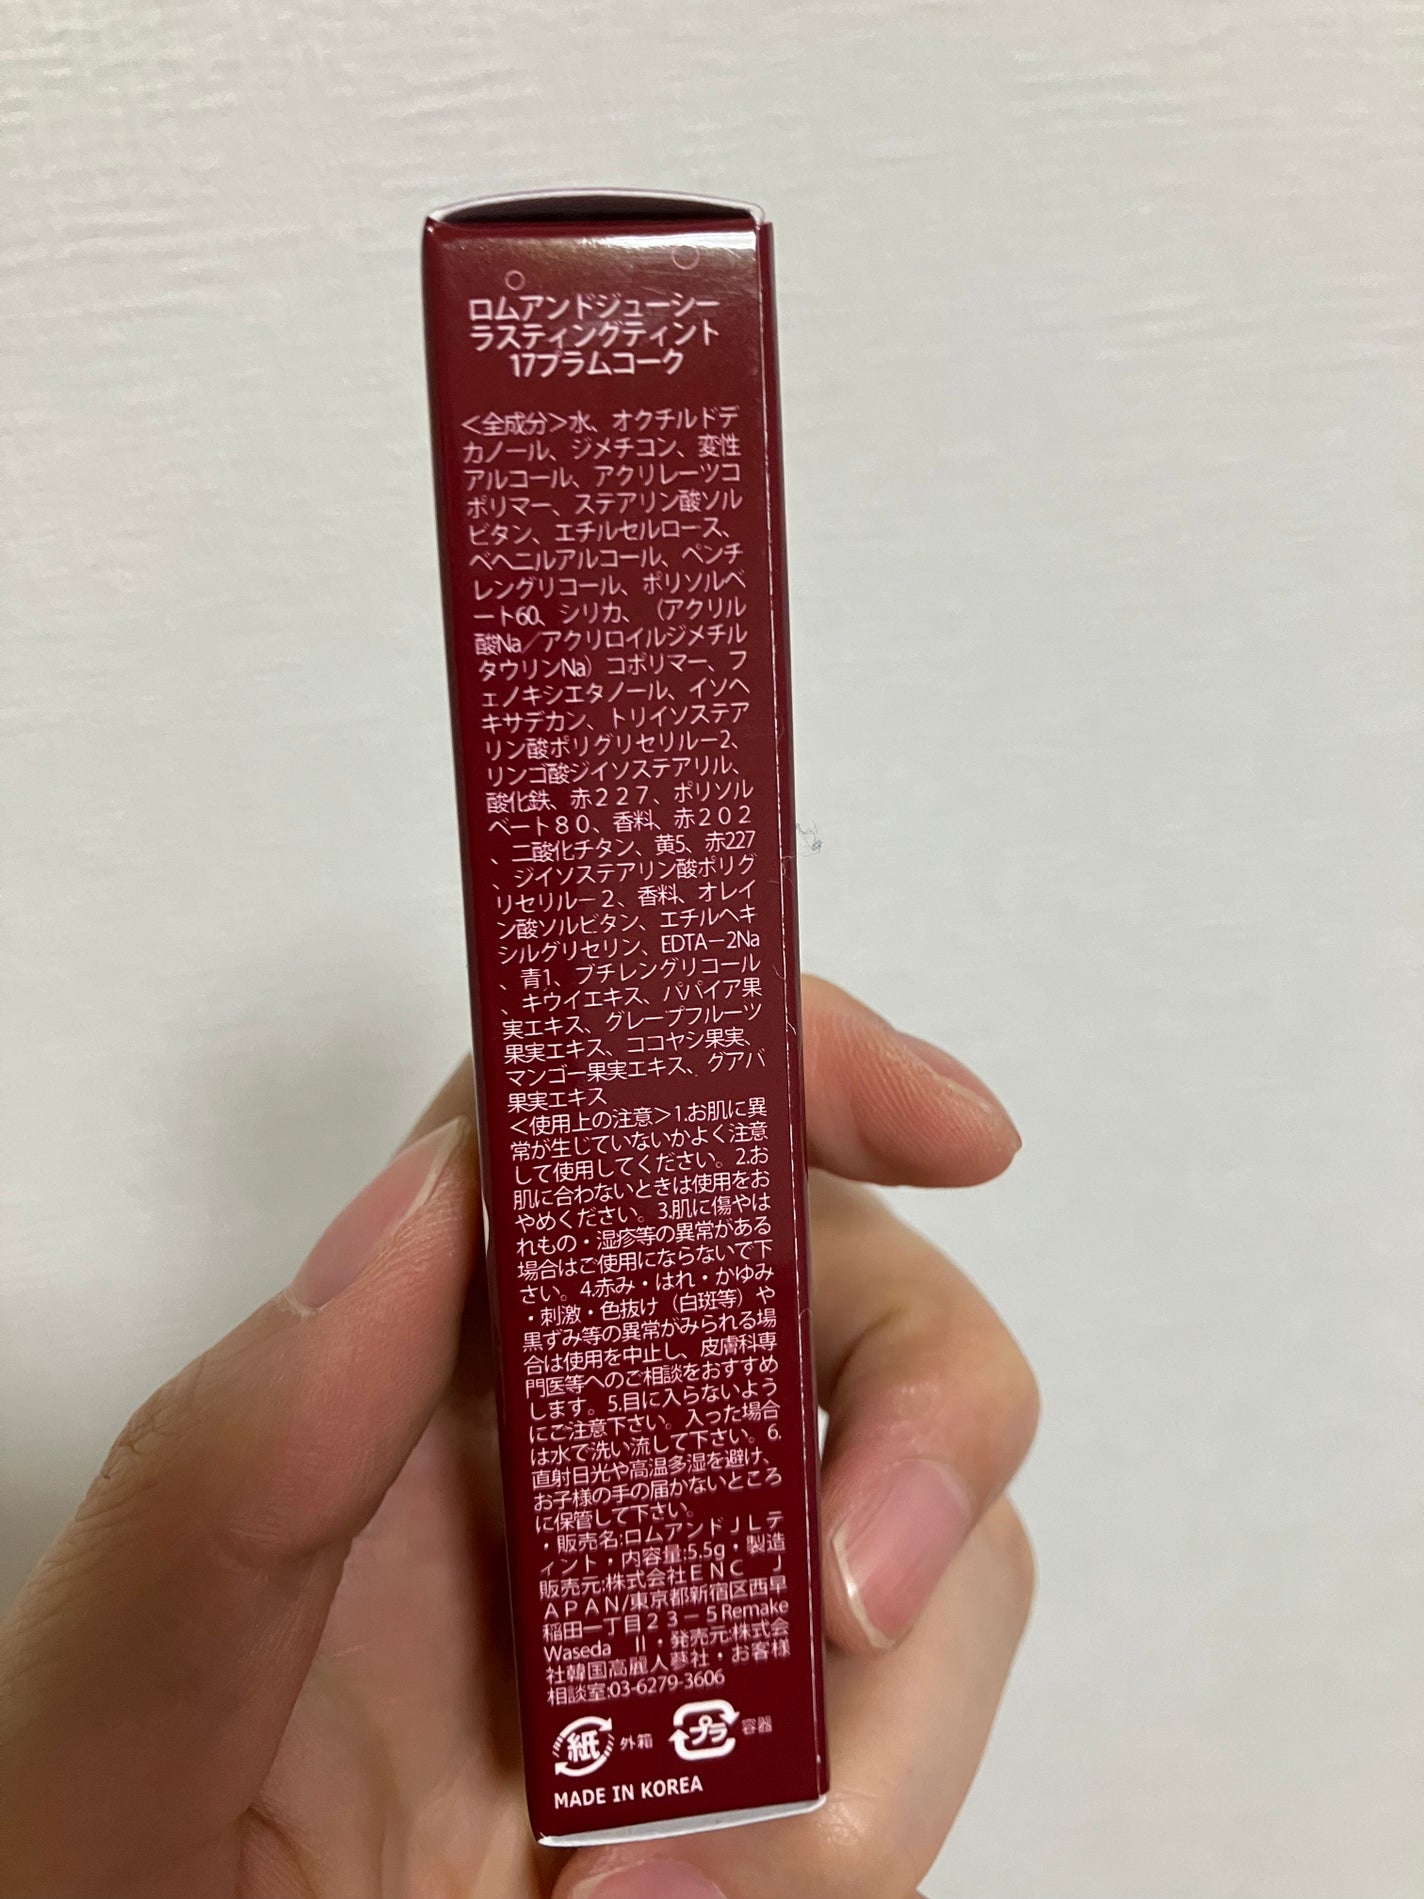 ロムアンドジューシー
ラスティングティント
17プラムコーク
＜全成分＞水、オクチルドデ
カノール、ジメチコン、変性
アルコール、アクリレーツコ
ポリマー、ステアリン酸ソル
ビタン、エチルセルロース、
ベヘニルアルコール、ペンチ
レングリコール、ポリソルベ
ート60、シリカ、（アクリル
酸Na／アクリロイルジメチル
タウリンNa）コポリマー、フ
ェノキシエタノール、イソヘ
キサデカン、トリイソステア
リン酸ポリグリセリルー2、
リンゴ酸ジイソステアリル、
酸化鉄、赤２２７、ポリソル
ベート８０、香料、赤２０２
、二酸化チタン、黄5、赤227
、ジイソステアリン酸ポリグ
リセリルー２、香料、オレイ
ン酸ソルビタン、エチルヘキ
シルグリセリン、EDTAー2Na
、青1、ブチレングリコール
、キウイエキス、パパイア果
実エキス、グレープフルーツ
果実エキス、ココヤシ果実、
マンゴー果実エキス、グアバ
果実エキス
＜使用上の注意＞1.お肌に異
常が生じていないかよく注意
して使用してください。2.お
肌に合わないときは使用をお
やめください。3.肌に傷やは
れもの・湿疹等の異常がある
場合はご使用にならないで下
さい。4.赤み・はれ・かゆみ
・刺激・色抜け（白斑等）や
黒ずみ等の異常がみられる場
合は使用を中止し、皮膚科専
門医等へのご相談をおすすめ
します。5.目に入らないよう
にご注意下さい。入った場合
は水で洗い流して下さい。6.
直射日光や高温多湿を避け、
お子様の手の届かないところ
に保管して下さい。
・販売名:ロムアンドＪＬテ
ィント・内容量:5.5g・製造
販売元:株式会社ＥＮＣ　Ｊ
ＡＰＡＮ/東京都新宿区西早
稲田一丁目２３－５Remake
Waseda　II・発売元:株式会
社韓国高麗人蔘社・お客様
相談室:03-6279-3606
紙 外箱 プラ 容器
MADE IN KOREA